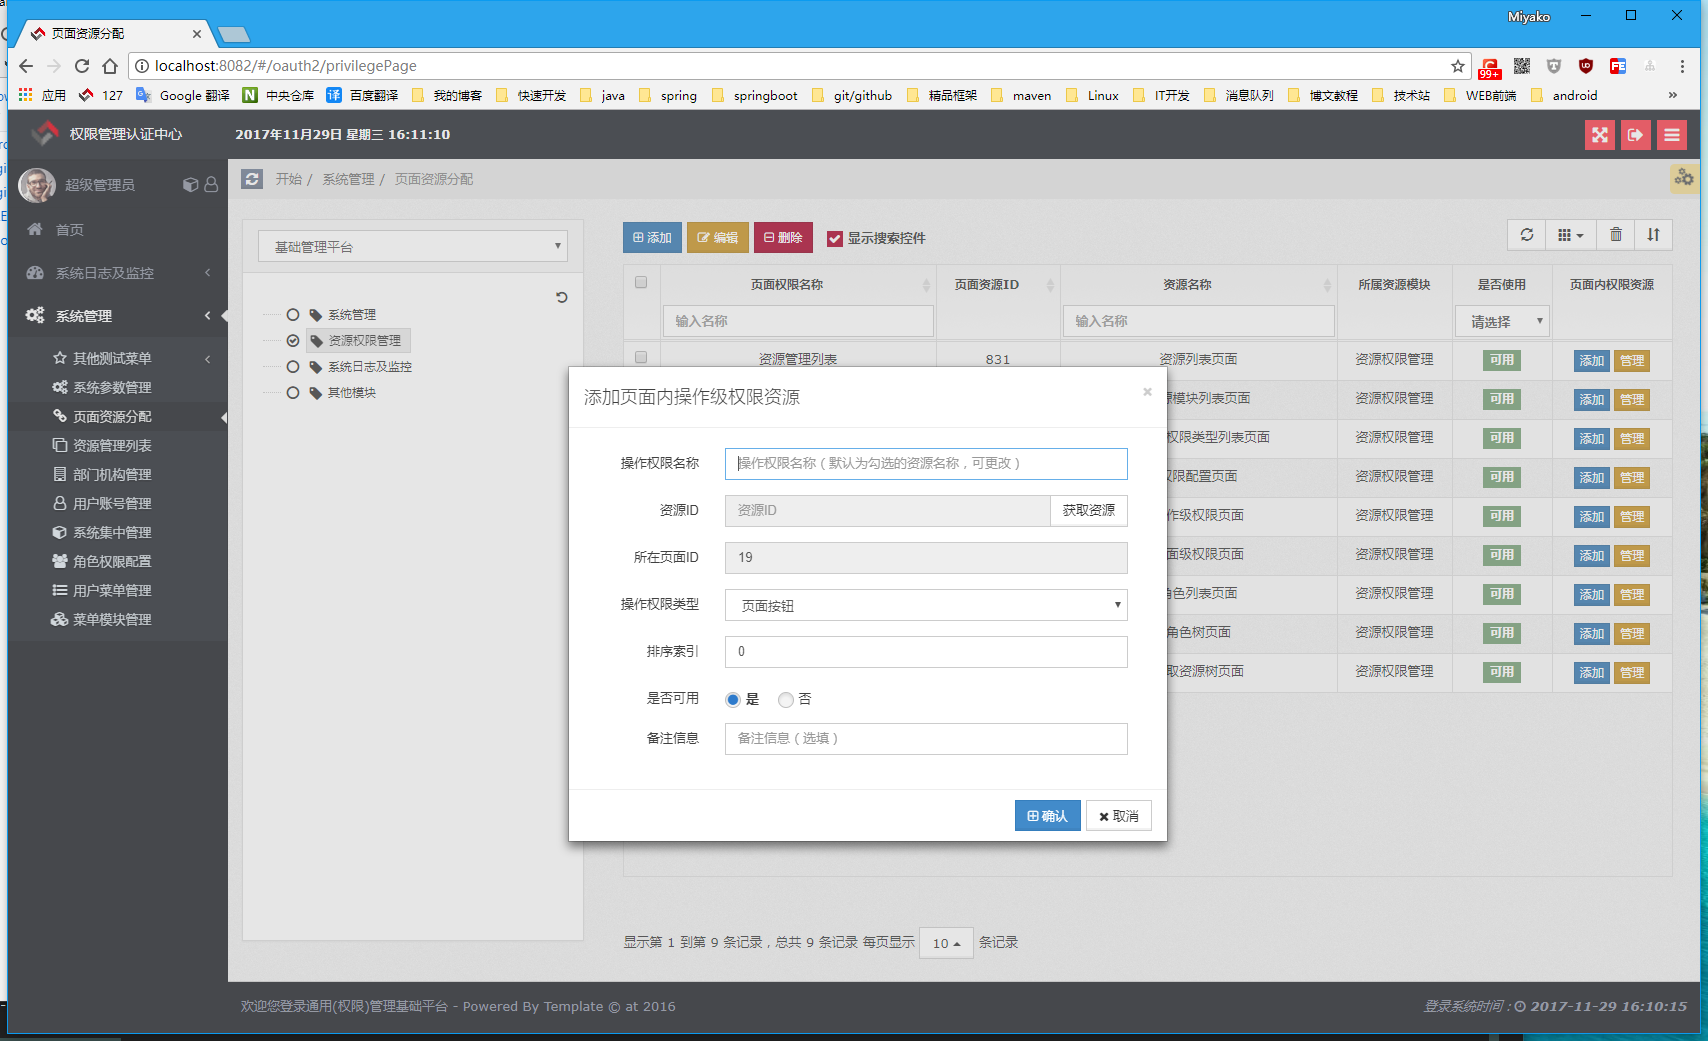 Miyako
页面资源分配
localhost:8082/#/oauth2/privilegePage
99+
应用 127 Google 翻译 N 中央仓库 译 百度翻译 我的博客 快速开发 java spring springboot git/github 精品框架 maven Linux IT开发 消息队列 博文教程 技术站 WEB前端 android »
权限管理认证中心
2017年11月29日 星期三 16:11:10
超级管理员
首页
系统日志及监控
系统管理
其他测试菜单
系统参数管理
页面资源分配
资源管理列表
部门机构管理
用户账号管理
系统集中管理
角色权限配置
用户菜单管理
菜单模块管理
开始 / 系统管理 / 页面资源分配
基础管理平台
系统管理
资源权限管理
系统日志及监控
其他模块
添加 编辑 删除 显示搜索控件
页面权限名称 页面资源ID 资源名称 所属资源模块 是否使用 页面内权限资源
输入名称 输入名称 请选择
资源管理列表 831 资源列表页面 资源权限管理 可用 添加 管理
模块列表页面 资源权限管理 可用 添加 管理
权限类型列表页面 资源权限管理 可用 添加 管理
限配置页面 资源权限管理 可用 添加 管理
作级权限页面 资源权限管理 可用 添加 管理
面级权限页面 资源权限管理 可用 添加 管理
色列表页面 资源权限管理 可用 添加 管理
角色树页面 资源权限管理 可用 添加 管理
取资源树页面 资源权限管理 可用 添加 管理
添加页面内操作级权限资源 ×
操作权限名称 操作权限名称（默认为勾选的资源名称，可更改）
资源ID 资源ID 获取资源
所在页面ID 19
操作权限类型 页面按钮
排序索引 0
是否可用 是 否
备注信息 备注信息（选填）
确认 取消
显示第 1 到第 9 条记录，总共 9 条记录 每页显示 10 条记录
欢迎您登录通用(权限)管理基础平台 - Powered By Template © at 2016
登录系统时间：2017-11-29 16:10:15